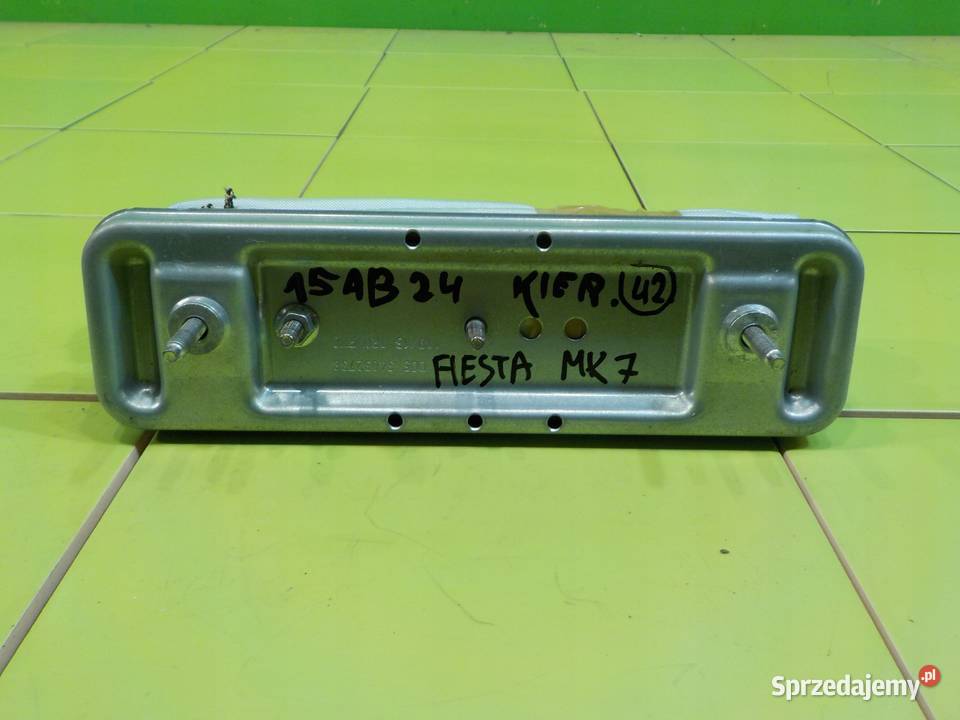 15AB24 KIER. 42
FIESTA MK7
Sprzedajemy.pl